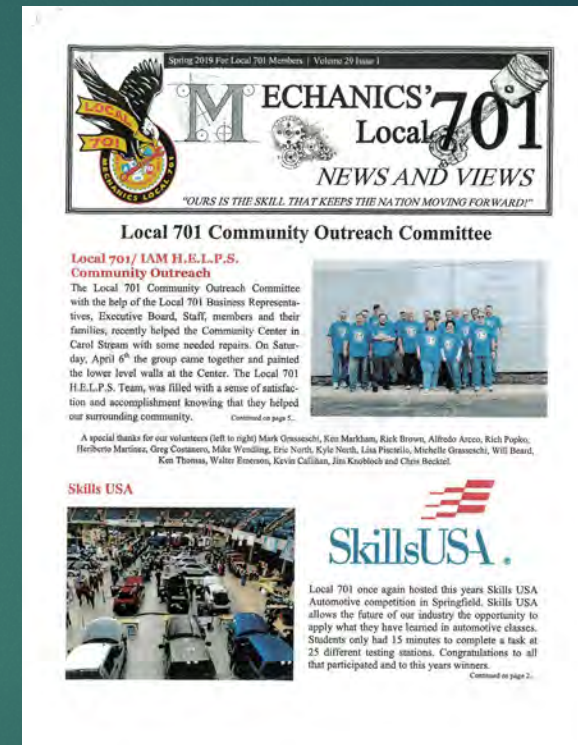 Spring 2019 For Local 701 Members | Volume 29 Issue 1
MECHANICS'
Local 701
NEWS AND VIEWS
"OURS IS THE SKILL THAT KEEPS THE NATION MOVING FORWARD!"
LOCAL
701
MECHANICS LOCAL 701
Local 701 Community Outreach Committee
Local 701/ IAM H.E.L.P.S.
Community Outreach
The Local 701 Community Outreach Committee
with the help of the Local 701 Business Representa-
tives, Executive Board, Staff, members and their
families, recently helped the Community Center in
Carol Stream with some needed repairs. On Satur-
day, April 6th the group came together and painted
the lower level walls at the Center. The Local 701
H.E.L.P.S. Team, was filled with a sense of satisfac-
tion and accomplishment knowing that they helped
our surrounding community. Continued on page 5...
A special thanks for our volunteers (left to right) Mark Grasseschi, Ken Markham, Rick Brown, Alfredo Arceo, Rich Popko,
Heriberto Martinez, Greg Costanero, Mike Wendling, Eric North, Kyle North, Lisa Pisciello, Michelle Grasseschi, Will Beard,
Ken Thomas, Walter Emerson, Kevin Callihan, Jim Knobloch and Chris Becktel.
Skills USA
SkillsUSA.
Local 701 once again hosted this years Skills USA
Automotive competition in Springfield. Skills USA
allows the future of our industry the opportunity to
apply what they have learned in automotive classes.
Students only had 15 minutes to complete a task at
25 different testing stations. Congratulations to all
that participated and to this years winners.
Continued on page 2..